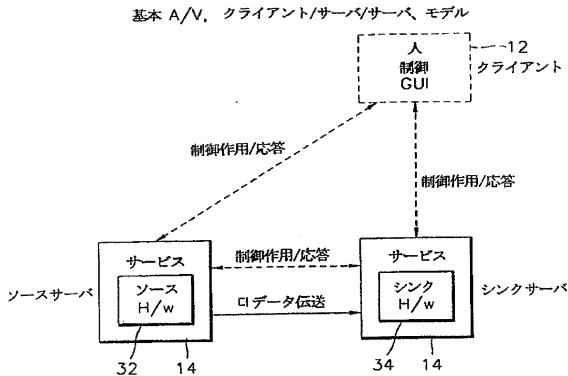 基本 A/V, クライアント/サーバ/サーバ、モデル
人
制御
GUI
12
クライアント
制御作用/応答
制御作用/応答
サービス
ソース
H/w
ソースサーバ
32
14
制御作用/応答
ロデータ伝送
サービス
シンク
H/w
シンクサーバ
34
14